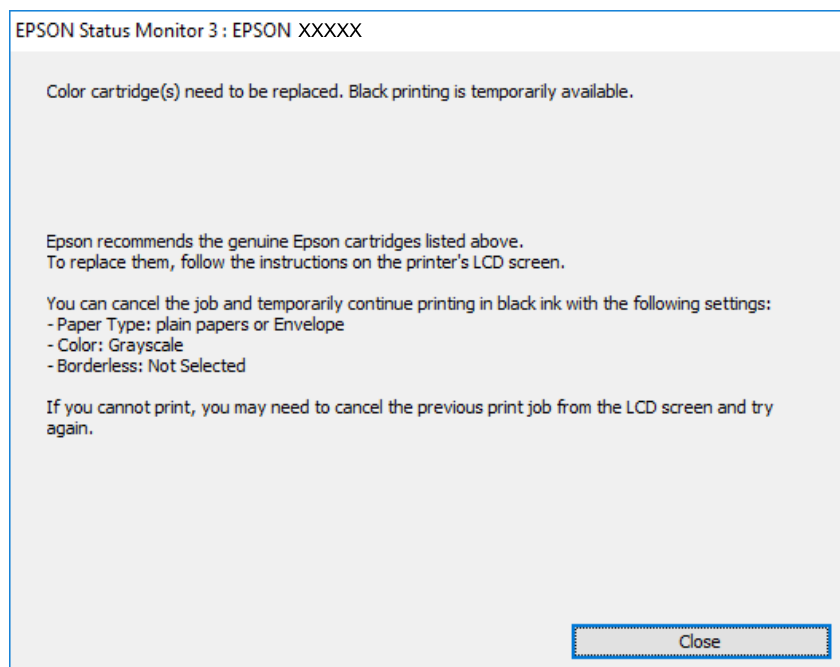 EPSON Status Monitor 3 : EPSON XXXXX
Color cartridge(s) need to be replaced. Black printing is temporarily available.
Epson recommends the genuine Epson cartridges listed above.
To replace them, follow the instructions on the printer's LCD screen.
You can cancel the job and temporarily continue printing in black ink with the following settings:
- Paper Type: plain papers or Envelope
- Color: Grayscale
- Borderless: Not Selected
If you cannot print, you may need to cancel the previous print job from the LCD screen and try
again.
Close